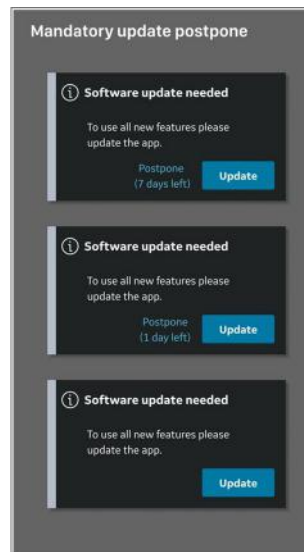 Mandatory update postpone
Software update needed
To use all new features please
update the app.
Postpone
(7 days left)
Update
Software update needed
To use all new features please
update the app.
Postpone
(1 day left)
Update
Software update needed
To use all new features please
update the app.
Update